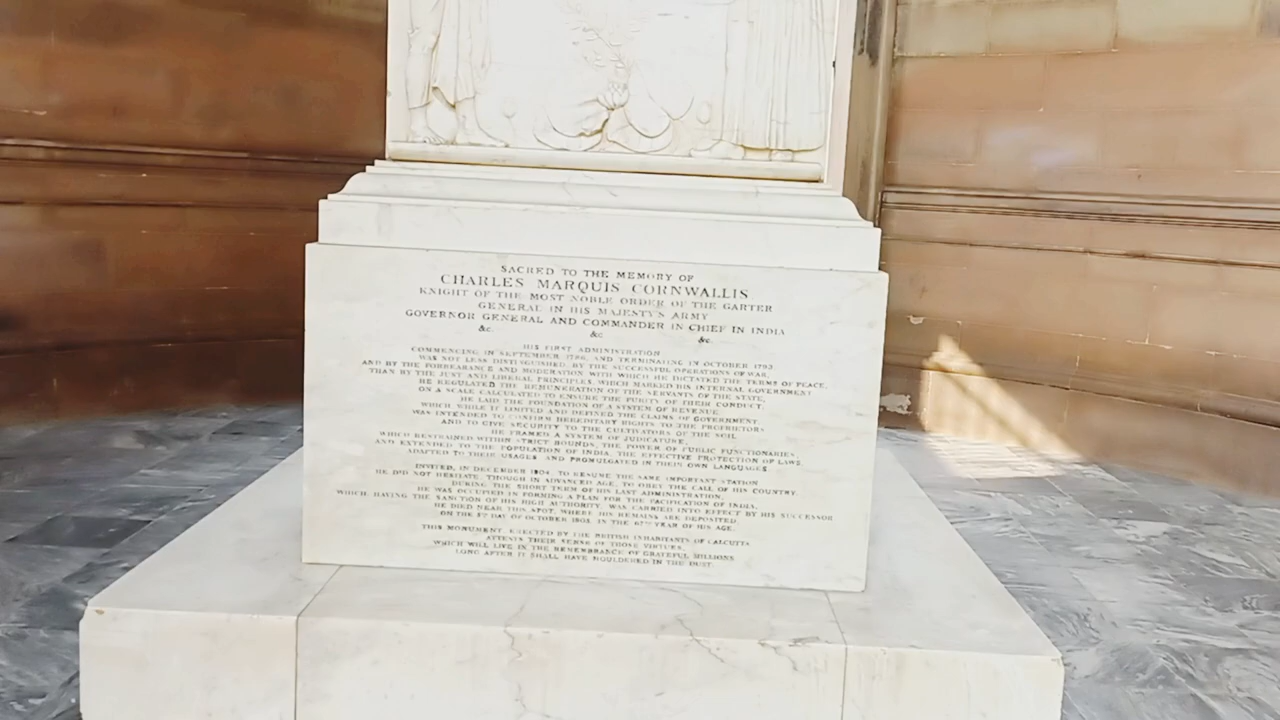 SACRED TO THE MEMORY OF
CHARLES MARQUIS CORNWALLIS
KNIGHT OF THE MOST NOBLE ORDER OF THE GARTER
GENERAL IN HIS MAJESTY'S ARMY
GOVERNOR GENERAL AND COMMANDER IN CHIEF IN INDIA
&c. &c. &c.
HIS FIRST ADMINISTRATION
COMMENCING IN SEPTEMBER 1786, AND TERMINATING IN OCTOBER 1793
WAS NOT LESS DISTINGUISHED, BY THE SUCCESSFUL OPERATIONS OF WAR,
AND BY THE FORBEARANCE AND MODERATION WITH WHICH HE DICTATED THE TERMS OF PEACE,
THAN BY THE JUST AND LIBERAL PRINCIPLES, WHICH MARKED HIS INTERNAL GOVERNMENT
HE REGULATED THE REMUNERATION OF THE SERVANTS OF THE STATE,
ON A SCALE CALCULATED TO ENSURE THE PURITY OF THEIR CONDUCT:
HE LAID THE FOUNDATION OF A SYSTEM OF REVENUE,
WHICH WHILE IT LIMITED AND DEFINED THE CLAIMS OF GOVERNMENT,
WAS INTENDED TO CONFIRM HEREDITARY RIGHTS TO THE PROPRIETORS
AND TO GIVE SECURITY TO THE CULTIVATORS OF THE SOIL
HE FRAMED A SYSTEM OF JUDICATURE,
WHICH RESTRAINED WITHIN STRICT BOUNDS, THE POWER OF PUBLIC FUNCTIONARIES,
AND EXTENDED TO THE POPULATION OF INDIA, THE EFFECTIVE PROTECTION OF LAWS,
ADAPTED TO THEIR USAGES AND PROMULGATED IN THEIR OWN LANGUAGES.
INVITED, IN DECEMBER 1804, TO RESUME THE SAME IMPORTANT STATION
HE DID NOT HESITATE, THOUGH IN ADVANCED AGE, TO OBEY THE CALL OF HIS COUNTRY.
DURING THE SHORT TERM OF HIS LAST ADMINISTRATION,
HE WAS OCCUPIED IN FORMING A PLAN FOR THE PACIFICATION OF INDIA,
WHICH, HAVING THE SANCTION OF HIS HIGH AUTHORITY, WAS CARRIED INTO EFFECT BY HIS SUCCESSOR
HE DIED NEAR THIS SPOT, WHERE HIS REMAINS ARE DEPOSITED,
ON THE 5TH DAY OF OCTOBER 1805, IN THE 67TH YEAR OF HIS AGE.
THIS MONUMENT, ERECTED BY THE BRITISH INHABITANTS OF CALCUTTA,
ATTESTS THEIR SENSE OF THOSE VIRTUES,
WHICH WILL LIVE IN THE REMEMBRANCE OF GRATEFUL MILLIONS
LONG AFTER IT SHALL HAVE MOULDERED IN THE DUST.